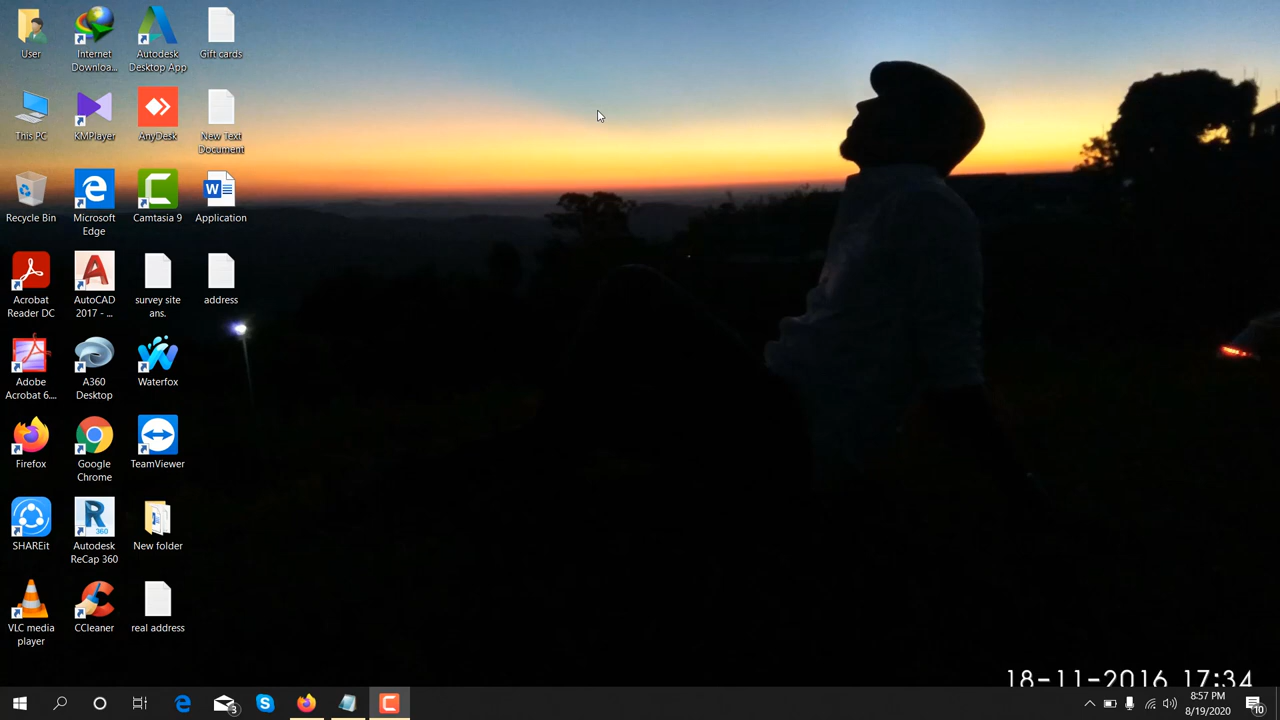 User
Internet
Downloa...
Autodesk
Desktop App
Gift cards
This PC
KMPlayer
AnyDesk
New Text
Document
Recycle Bin
Microsoft
Edge
Camtasia 9
Application
Acrobat
Reader DC
AutoCAD
2017 - ...
survey site
ans.
address
Adobe
Acrobat 6....
A360
Desktop
Waterfox
Firefox
Google
Chrome
TeamViewer
SHAREit
360
Autodesk
ReCap 360
New folder
VLC media
player
CCleaner
real address
18-11-2016 17:34
3
8:57 PM
8/19/2020
10